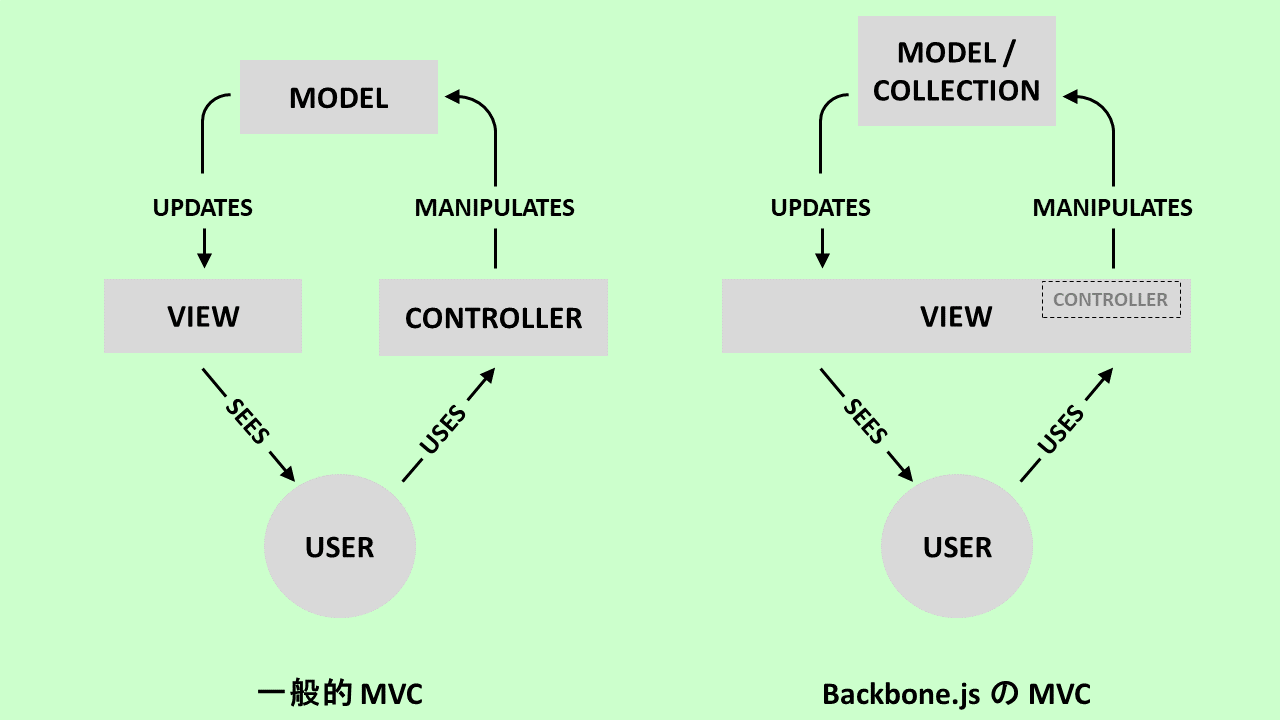 MODEL
UPDATES
MANIPULATES
VIEW
CONTROLLER
SEES
USES
USER
一般的 MVC
MODEL /
COLLECTION
UPDATES
MANIPULATES
VIEW
CONTROLLER
SEES
USES
USER
Backbone.js の MVC